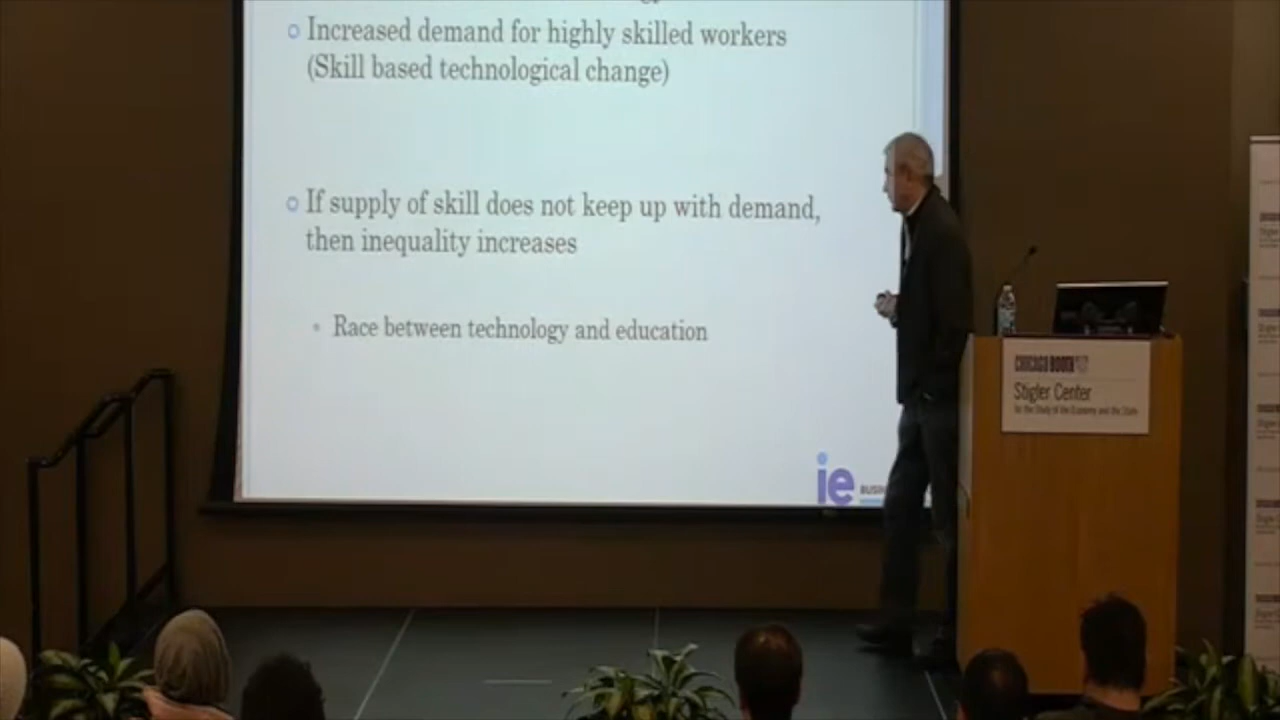 Increased demand for highly skilled workers
(Skill based technological change)
If supply of skill does not keep up with demand,
then inequality increases
Race between technology and education
ie
CHICAGO BOOTH
Stigler Center
for the Study of the Economy and the State